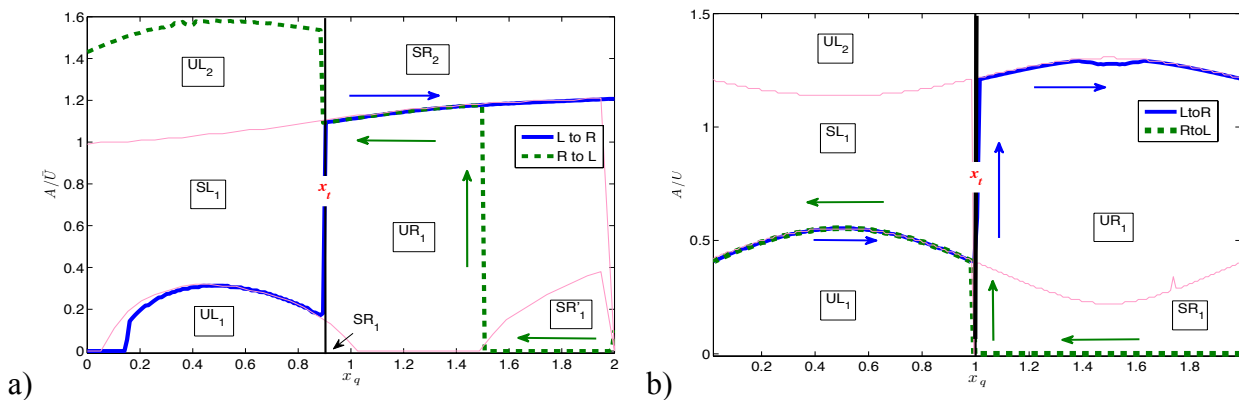 1.6
1.4
1.2
1
0.8
0.6
0.4
0.2
0
A/Ū
UL₂
SR₂
SL₁
UR₁
UL₁
SR₁
SR'₁
L to R
R to L
xₜ
0 0.2 0.4 0.6 0.8 1 1.2 1.4 1.6 1.8 2
x_q
a)
1.5
1
0.5
0
A/U
UL₂
SL₁
UR₁
UL₁
SR₁
LtoR
RtoL
xₜ
0.2 0.4 0.6 0.8 1 1.2 1.4 1.6 1.8
x_q
b)